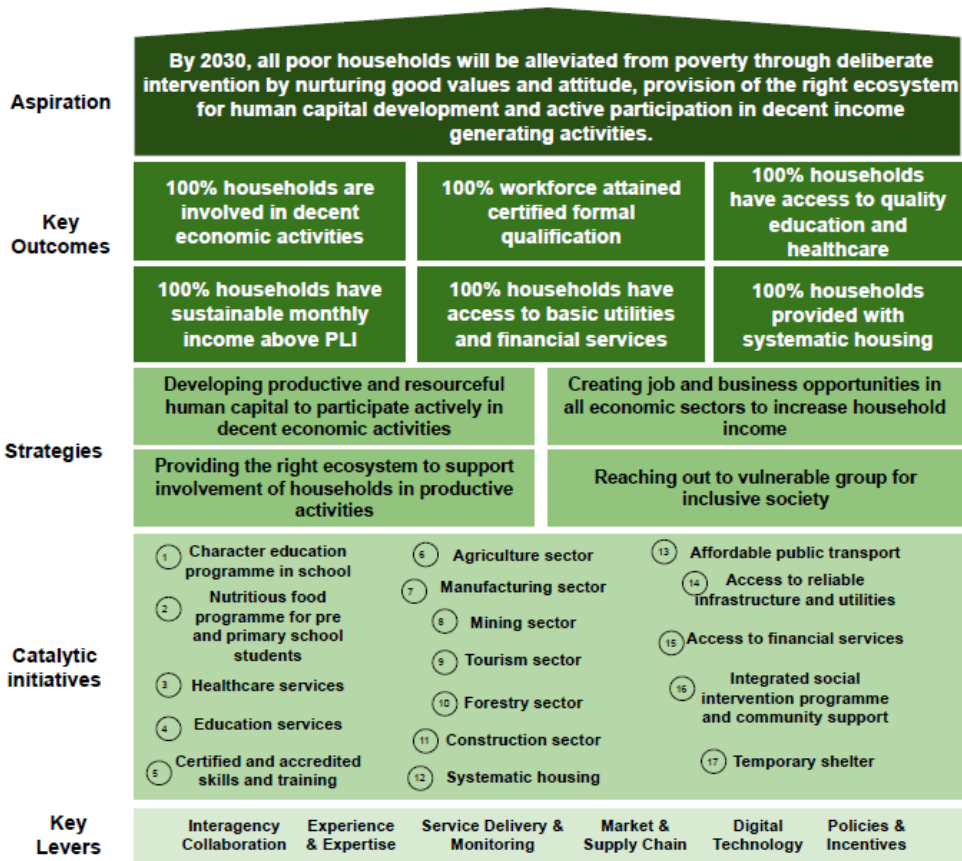 Aspiration
By 2030, all poor households will be alleviated from poverty through deliberate
intervention by nurturing good values and attitude, provision of the right ecosystem
for human capital development and active participation in decent income
generating activities.
Key
Outcomes
100% households are
involved in decent
economic activities
100% workforce attained
certified formal
qualification
100% households
have access to quality
education and
healthcare
100% households have
sustainable monthly
income above PLI
100% households have
access to basic utilities
and financial services
100% households
provided with
systematic housing
Strategies
Developing productive and resourceful
human capital to participate actively in
decent economic activities
Creating job and business opportunities in
all economic sectors to increase household
income
Providing the right ecosystem to support
involvement of households in productive
activities
Reaching out to vulnerable group for
inclusive society
Catalytic
initiatives
1 Character education
programme in school
2 Nutritious food
programme for pre
and primary school
students
3 Healthcare services
4 Education services
5 Certified and accredited
skills and training
6 Agriculture sector
7 Manufacturing sector
8 Mining sector
9 Tourism sector
10 Forestry sector
11 Construction sector
12 Systematic housing
13 Affordable public transport
14 Access to reliable
infrastructure and utilities
15 Access to financial services
16 Integrated social
intervention programme
and community support
17 Temporary shelter
Key
Levers
Interagency
Collaboration
Experience
& Expertise
Service Delivery &
Monitoring
Market &
Supply Chain
Digital
Technology
Policies &
Incentives